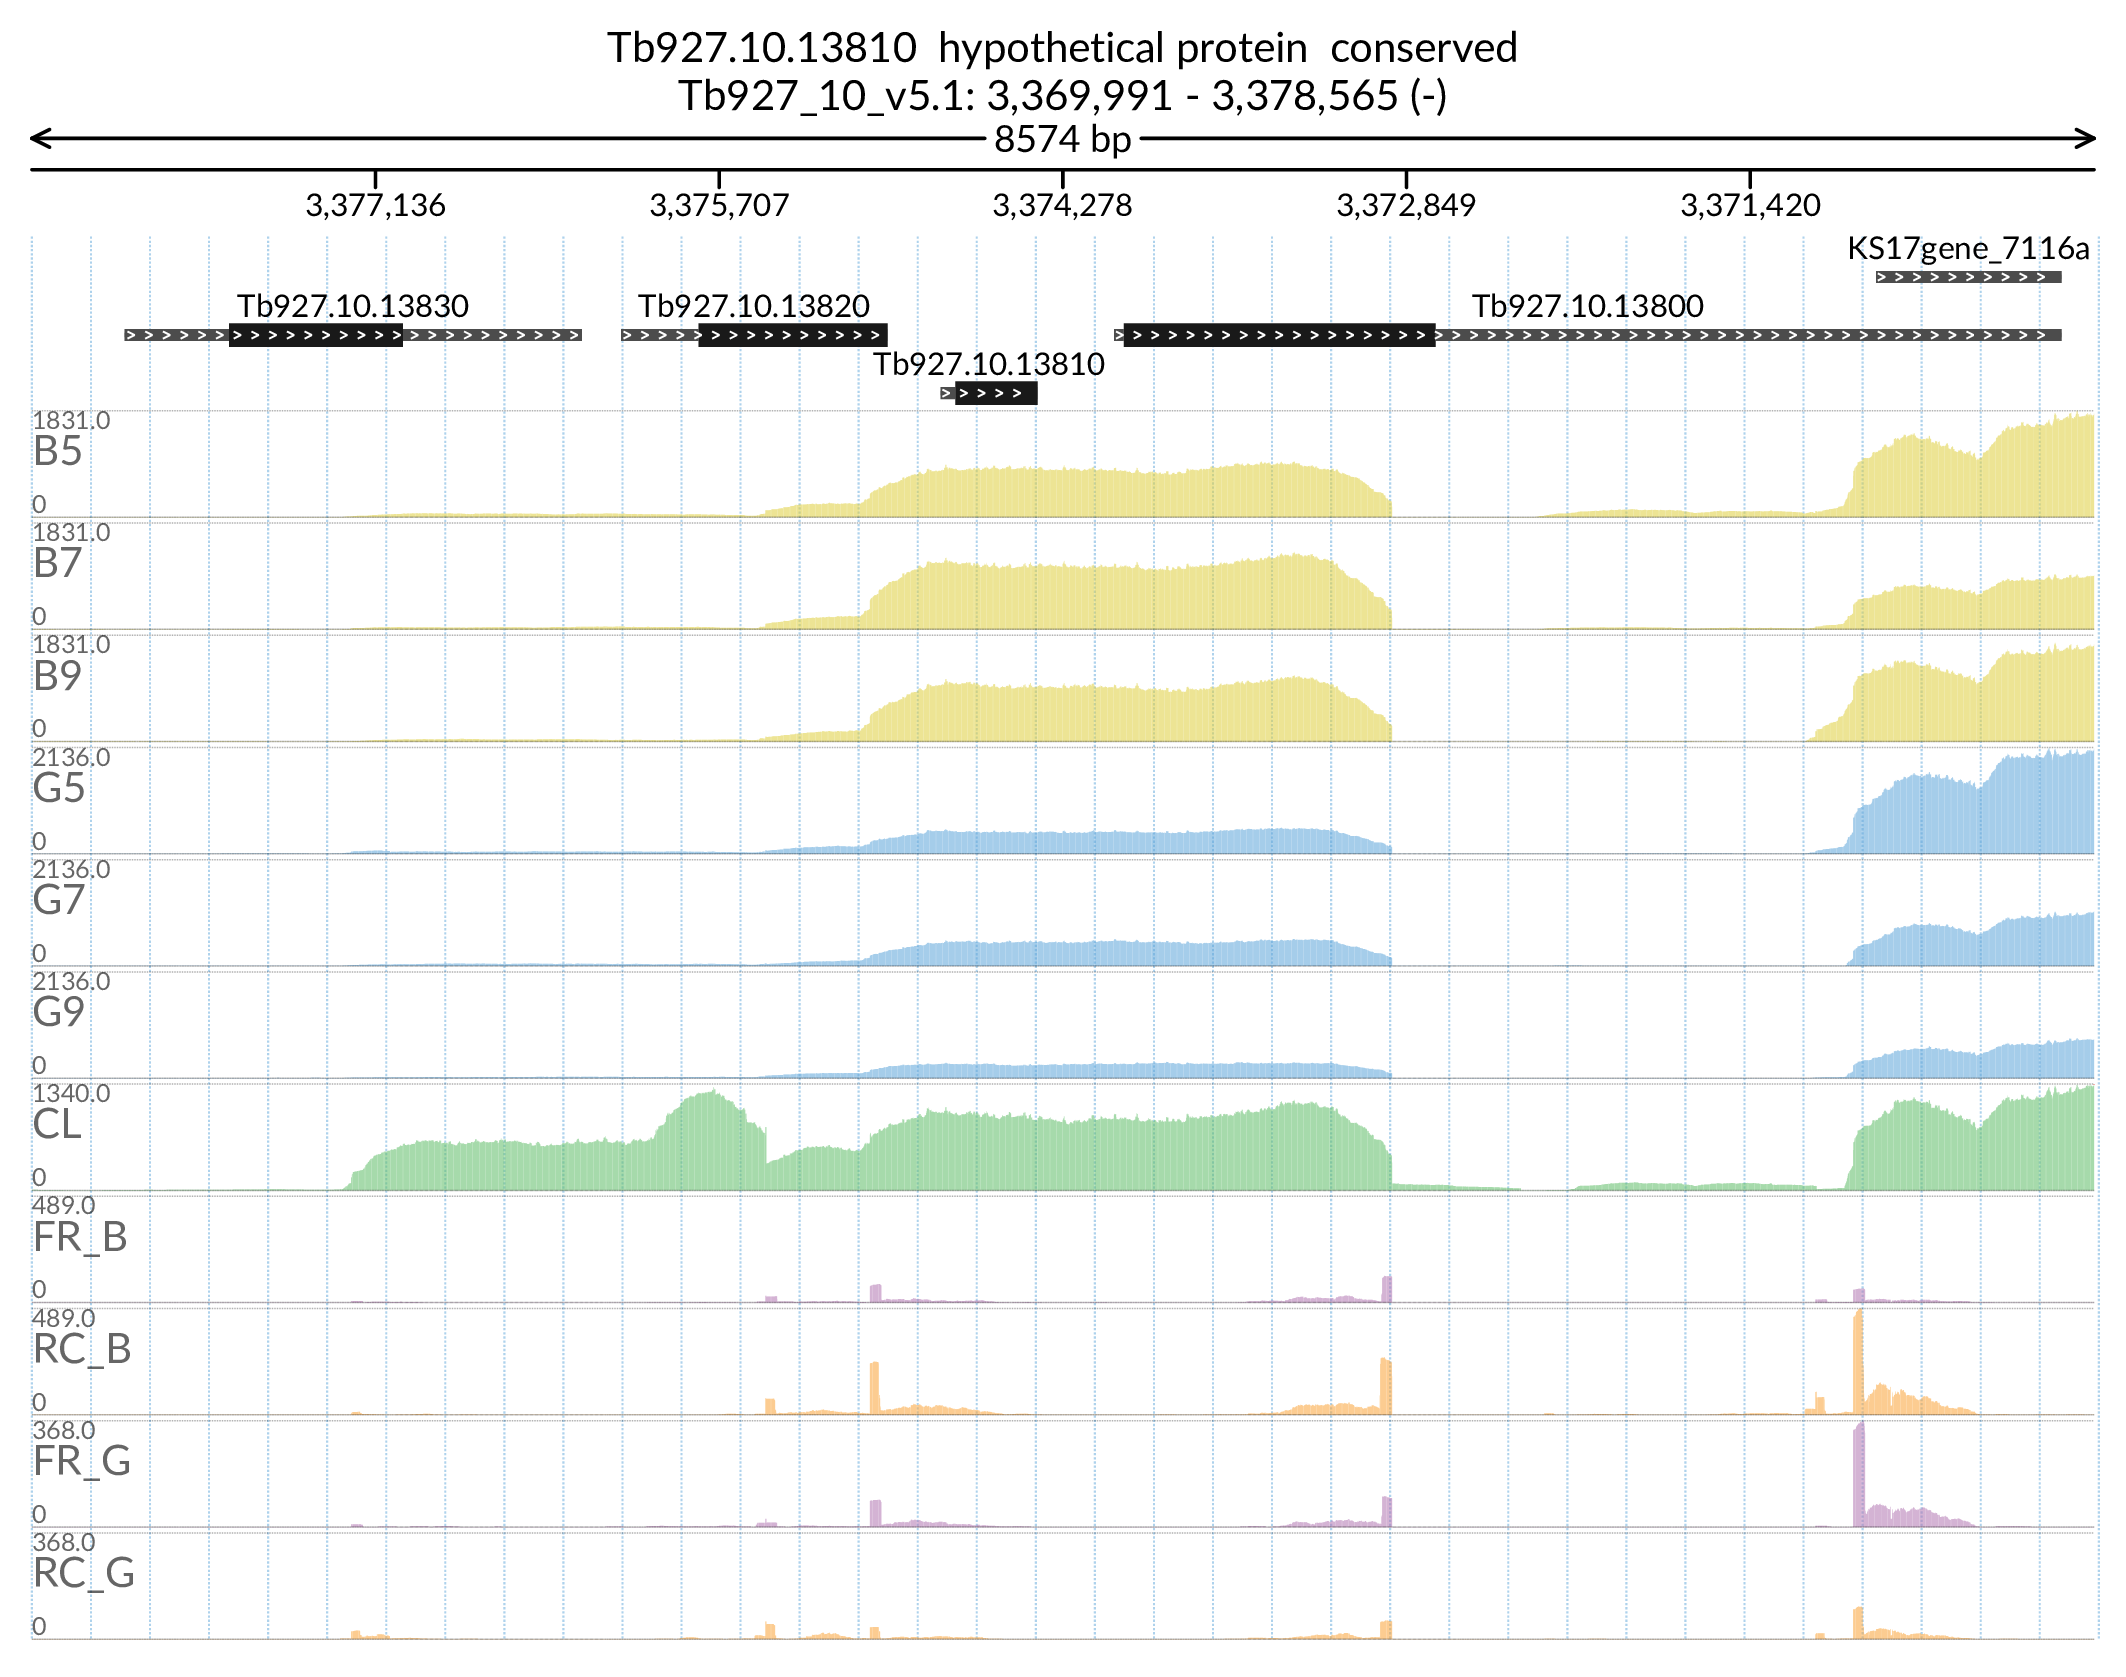 Tb927.10.13810  hypothetical protein  conserved
Tb927_10_v5.1: 3,369,991 - 3,378,565 (-)
8574 bp
3,377,136 3,375,707 3,374,278 3,372,849 3,371,420
KS17gene_7116a
Tb927.10.13830 Tb927.10.13820 Tb927.10.13800
Tb927.10.13810
1831.0
B5
0
1831.0
B7
0
1831.0
B9
0
2136.0
G5
0
2136.0
G7
0
2136.0
G9
0
1340.0
CL
0
489.0
FR_B
0
489.0
RC_B
0
368.0
FR_G
0
368.0
RC_G
0